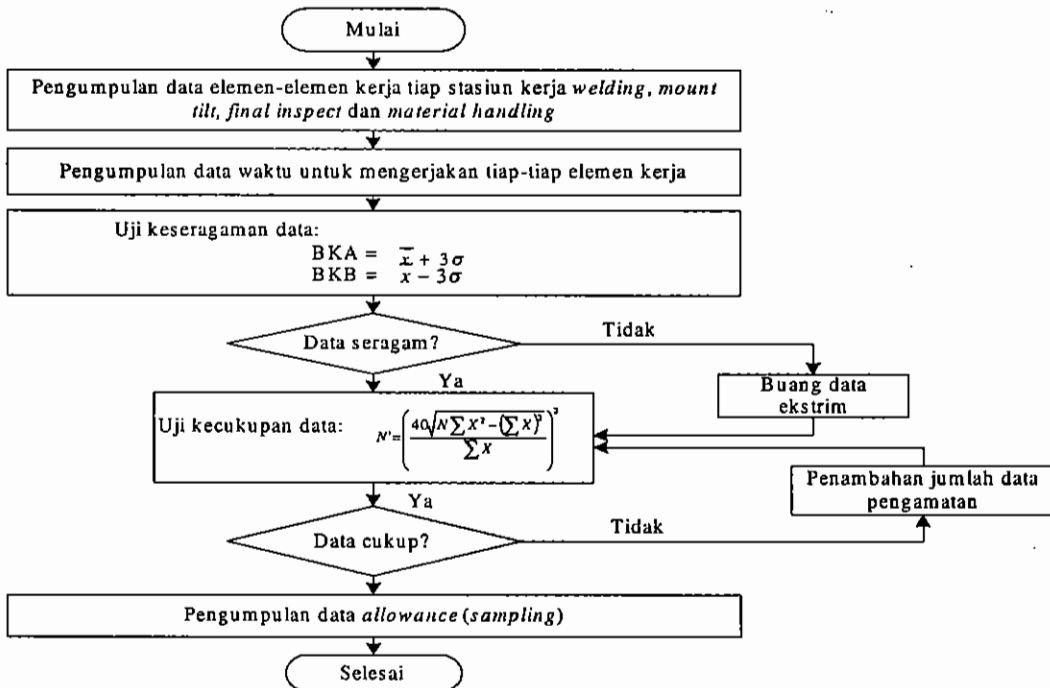 Mulai
Pengumpulan data elemen-elemen kerja tiap stasiun kerja welding, mount
tilt, final inspect dan material handling
Pengumpulan data waktu untuk mengerjakan tiap-tiap elemen kerja
Uji keseragaman data:
BKA = x̄ + 3σ
BKB = x − 3σ
Data seragam?
Tidak
Ya
Buang data
ekstrim
Uji kecukupan data: N'=(40√(N∑X²−(∑X)²)/∑X)²
Penambahan jumlah data
pengamatan
Ya
Data cukup?
Tidak
Pengumpulan data allowance (sampling)
Selesai